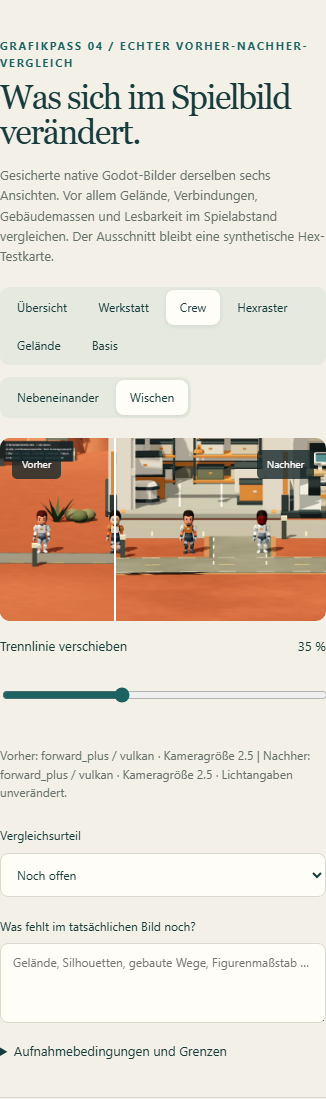 GRAFIKPASS 04 / ECHTER VORHER-NACHHER-
VERGLEICH
Was sich im Spielbild
verändert.
Gesicherte native Godot-Bilder derselben sechs
Ansichten. Vor allem Gelände, Verbindungen,
Gebäudemassen und Lesbarkeit im Spielabstand
vergleichen. Der Ausschnitt bleibt eine synthetische Hex-
Testkarte.
Übersicht Werkstatt Crew Hexraster
Gelände Basis
Nebeneinander Wischen
Vorher Nachher
Trennlinie verschieben 35 %
Vorher: forward_plus / vulkan · Kameragröße 2.5 | Nachher:
forward_plus / vulkan · Kameragröße 2.5 · Lichtangaben
unverändert.
Vergleichsurteil
Noch offen
Was fehlt im tatsächlichen Bild noch?
Gelände, Silhouetten, gebaute Wege, Figurenmaßstab ...
Aufnahmebedingungen und Grenzen